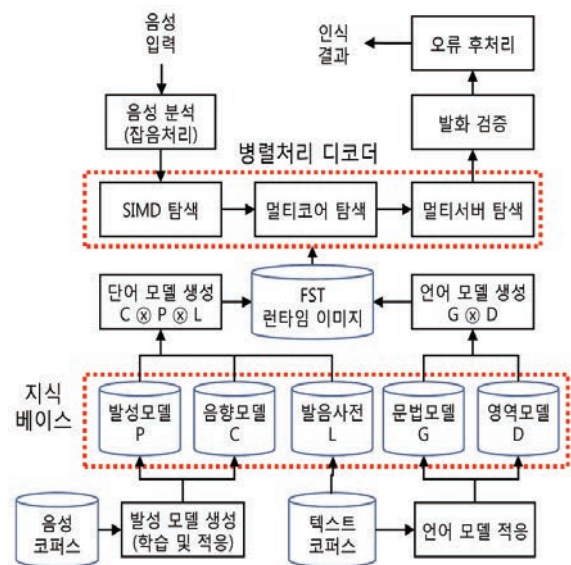 음성
입력
인식
결과
오류 후처리
음성 분석
(잡음처리)
발화 검증
병렬처리 디코더
SIMD 탐색
멀티코어 탐색
멀티서버 탐색
단어 모델 생성
C ⓧ P ⓧ L
FST
런타임 이미지
언어 모델 생성
G ⓧ D
지식
베이스
발성모델
P
음향모델
C
발음사전
L
문법모델
G
영역모델
D
음성
코퍼스
발성 모델 생성
(학습 및 적응)
텍스트
코퍼스
언어 모델 적응